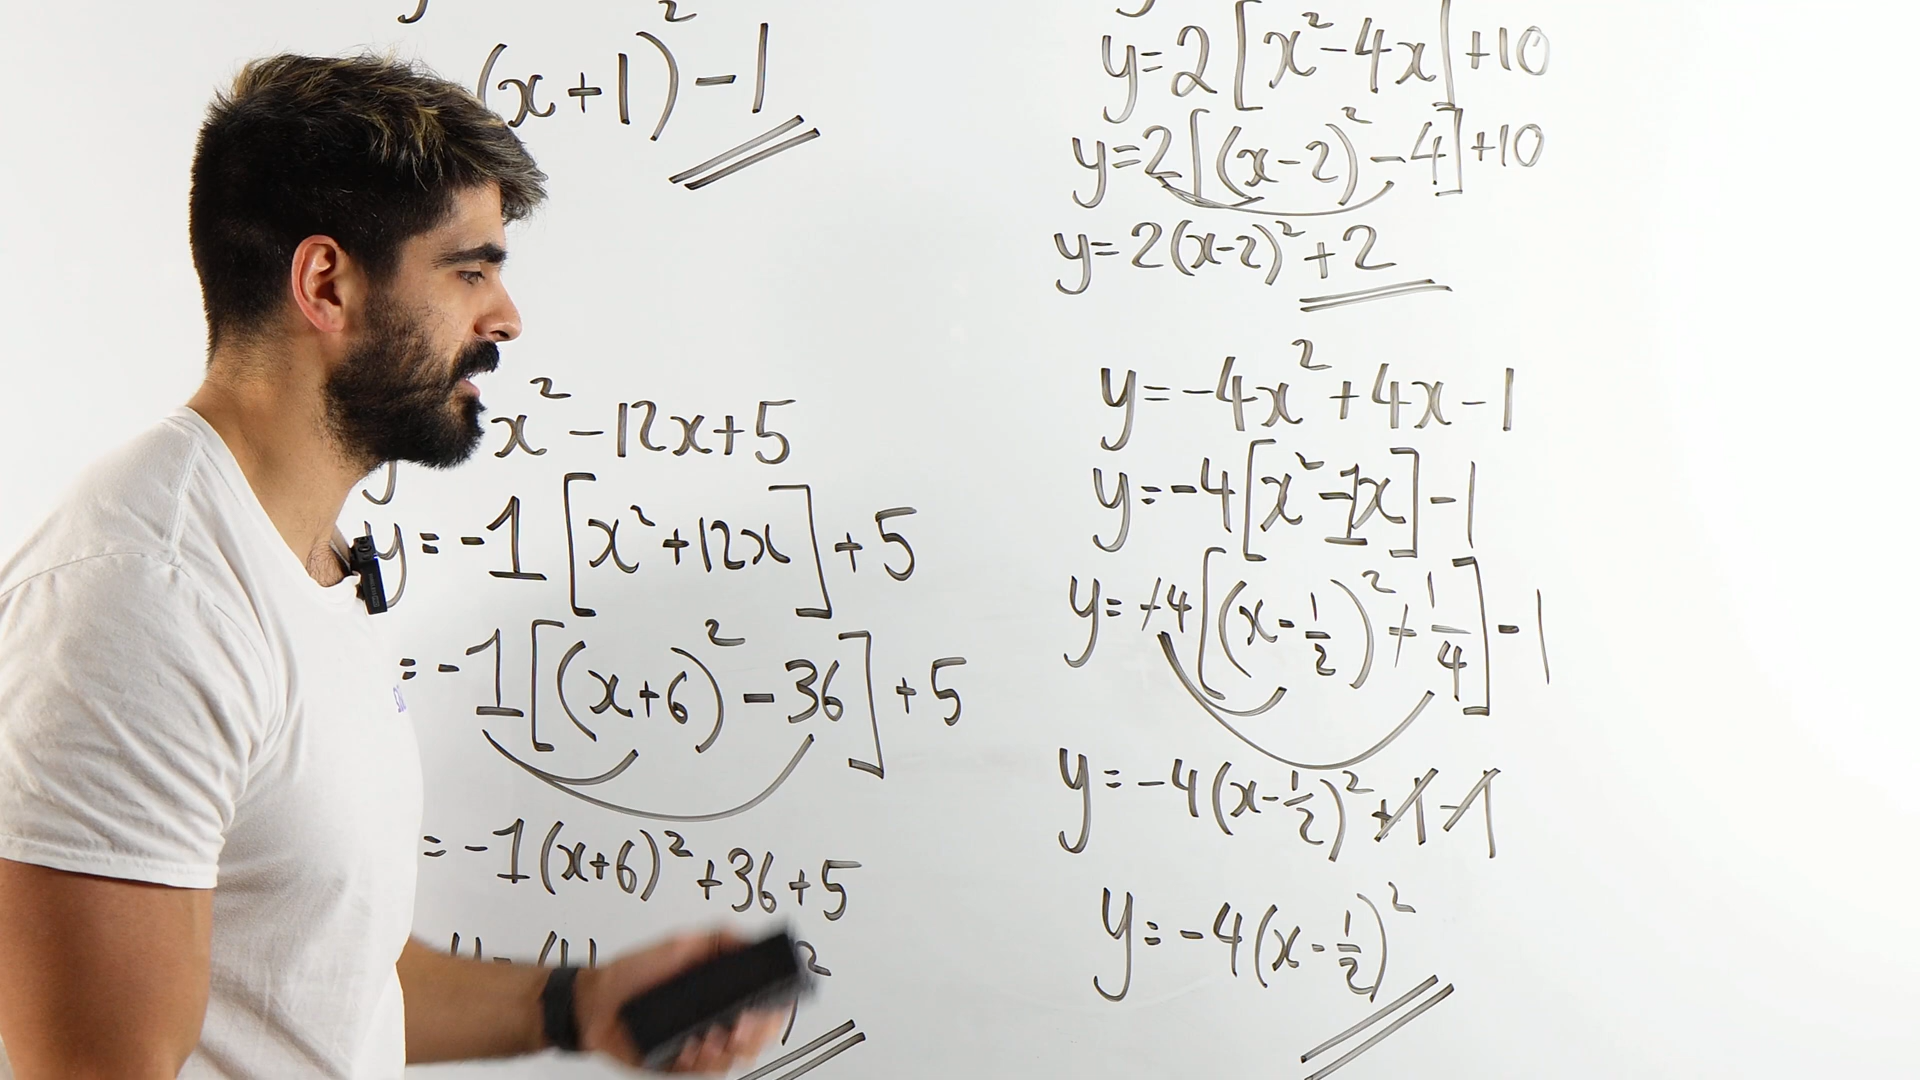 (x+1)²-1
x²-12x+5
y=-1[x²+12x]+5
=-1[(x+6)²-36]+5
=-1(x+6)²+36+5
y=2[x²-4x]+10
y=2[(x-2)²-4]+10
y=2(x-2)²+2
y=-4x²+4x-1
y=-4[x²-1x]-1
y=-4[(x-1/2)²+1/4]-1
y=-4(x-1/2)²+1-1
y=-4(x-1/2)²